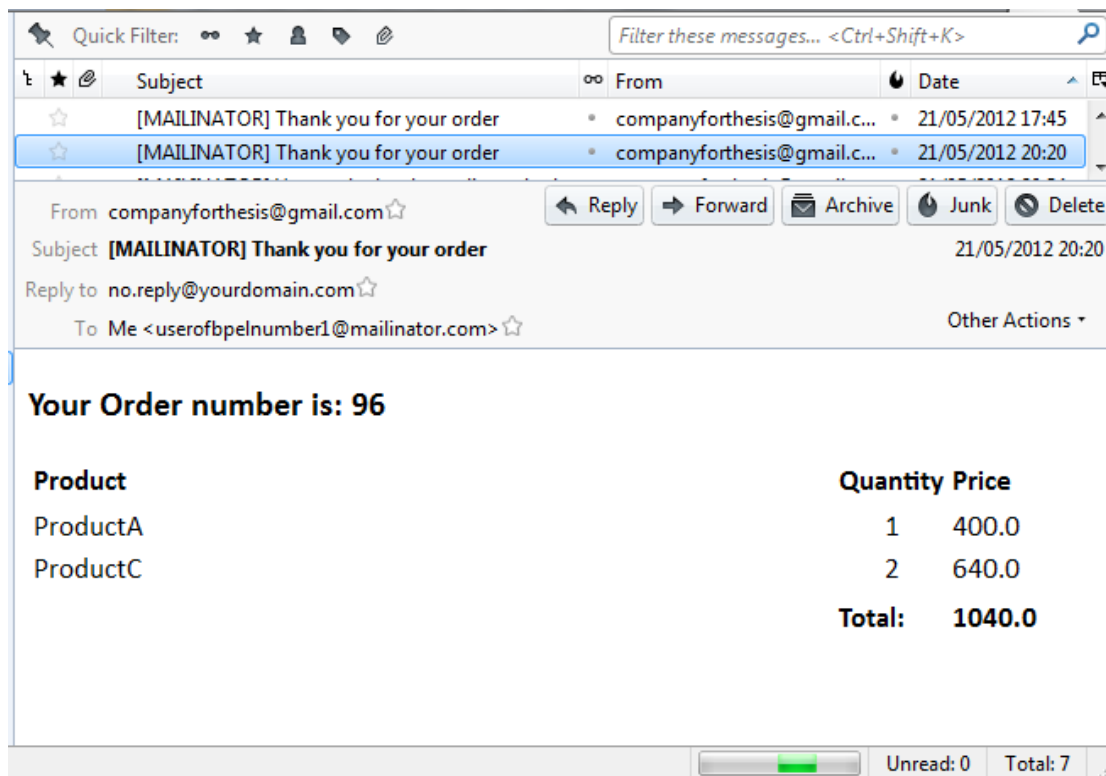 Quick Filter: Filter these messages... <Ctrl+Shift+K>
Subject From Date
[MAILINATOR] Thank you for your order companyforthesis@gmail.c... 21/05/2012 17:45
[MAILINATOR] Thank you for your order companyforthesis@gmail.c... 21/05/2012 20:20
From companyforthesis@gmail.com Reply Forward Archive Junk Delete
Subject [MAILINATOR] Thank you for your order 21/05/2012 20:20
Reply to no.reply@yourdomain.com
To Me <userofbpelnumber1@mailinator.com> Other Actions
Your Order number is: 96
Product Quantity Price
ProductA 1 400.0
ProductC 2 640.0
Total: 1040.0
Unread: 0 Total: 7